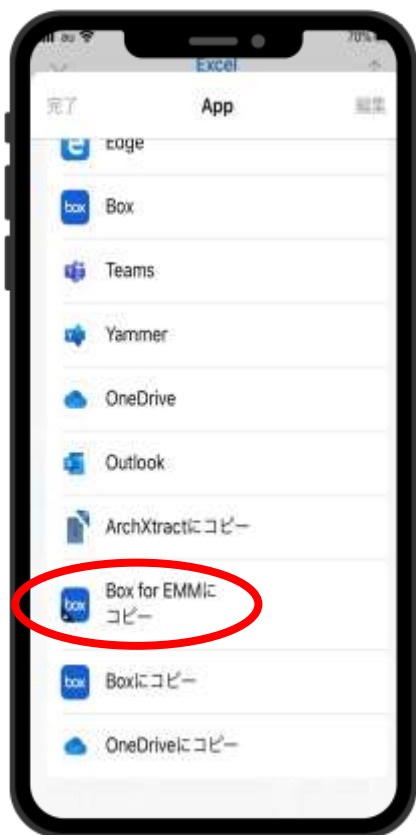 au 70%
Excel
完了 App 編集
Edge
box Box
Teams
Yammer
OneDrive
Outlook
ArchXtractにコピー
box Box for EMMに
コピー
box Boxにコピー
OneDriveにコピー